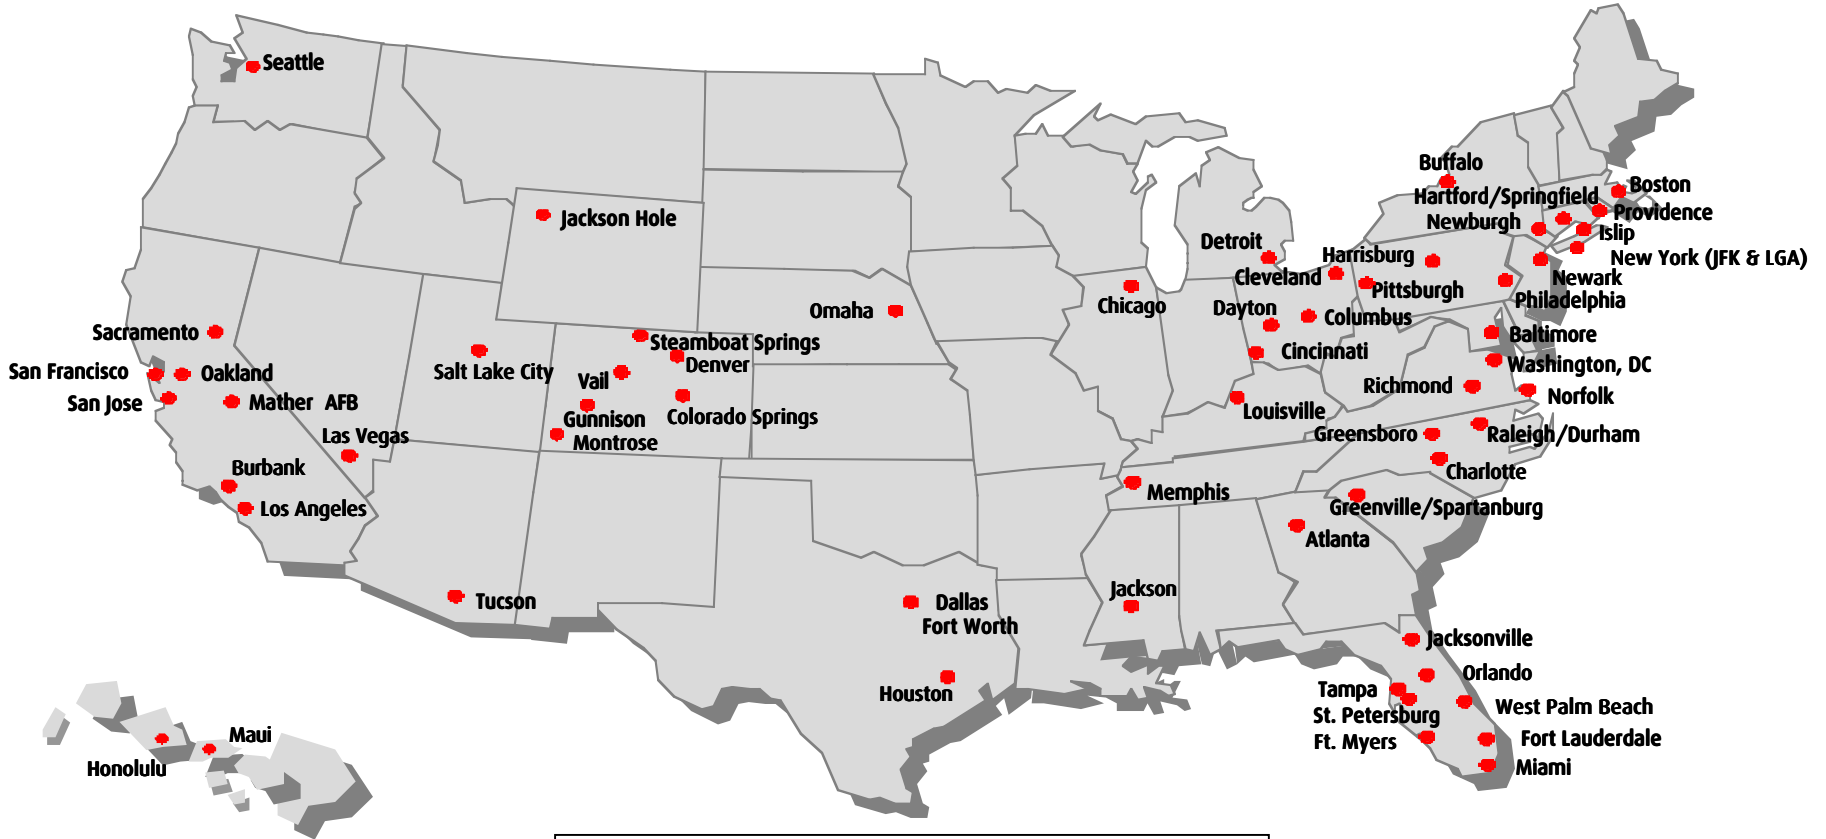 Seattle
Buffalo
Boston
Hartford/Springfield
Providence
Jackson Hole
Newburgh
Islip
Detroit
Harrisburg
New York (JFK & LGA)
Cleveland
Newark
Pittsburgh
Philadelphia
Chicago
Omaha
Dayton
Columbus
Sacramento
Baltimore
Steamboat Springs
Cincinnati
Denver
Washington, DC
San Francisco
Oakland
Salt Lake City
Vail
Richmond
Norfolk
San Jose
Mather AFB
Louisville
Gunnison
Colorado Springs
Las Vegas
Montrose
Greensboro
Raleigh/Durham
Burbank
Charlotte
Memphis
Los Angeles
Greenville/Spartanburg
Atlanta
Jackson
Tucson
Dallas
Fort Worth
Jacksonville
Orlando
Houston
Tampa
West Palm Beach
St. Petersburg
Maui
Ft. Myers
Fort Lauderdale
Honolulu
Miami